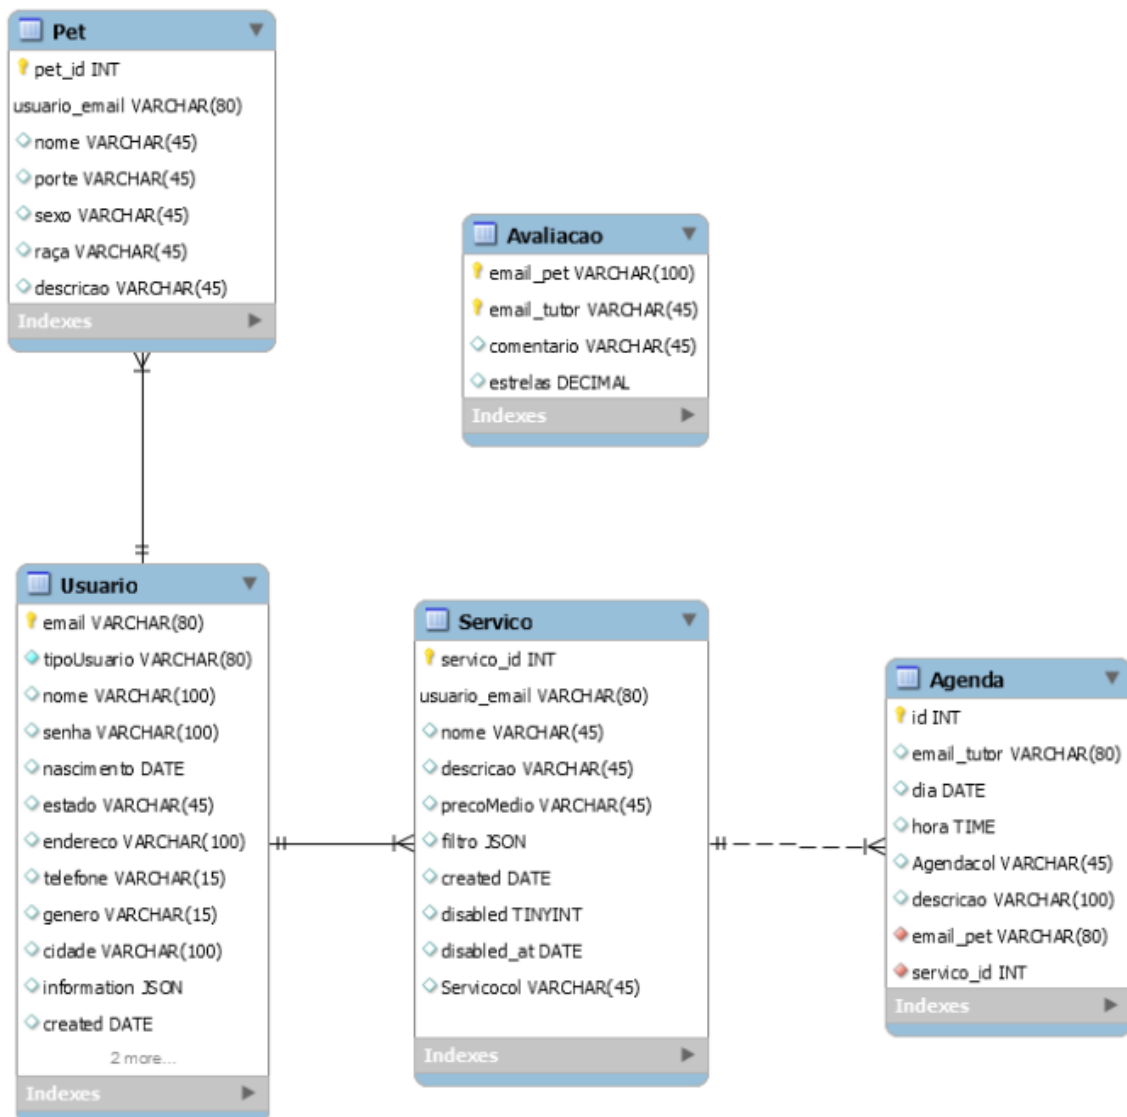 Pet
pet_id INT
usuario_email VARCHAR(80)
nome VARCHAR(45)
porte VARCHAR(45)
sexo VARCHAR(45)
raça VARCHAR(45)
descricao VARCHAR(45)
Indexes
Avaliacao
email_pet VARCHAR(100)
email_tutor VARCHAR(45)
comentario VARCHAR(45)
estrelas DECIMAL
Indexes
Usuario
email VARCHAR(80)
tipoUsuario VARCHAR(80)
nome VARCHAR(100)
senha VARCHAR(100)
nascimento DATE
estado VARCHAR(45)
endereco VARCHAR(100)
telefone VARCHAR(15)
genero VARCHAR(15)
cidade VARCHAR(100)
information JSON
created DATE
2 more...
Indexes
Servico
servico_id INT
usuario_email VARCHAR(80)
nome VARCHAR(45)
descricao VARCHAR(45)
precoMedio VARCHAR(45)
filtro JSON
created DATE
disabled TINYINT
disabled_at DATE
Servicocol VARCHAR(45)
Indexes
Agenda
id INT
email_tutor VARCHAR(80)
dia DATE
hora TIME
Agendacol VARCHAR(45)
descricao VARCHAR(100)
email_pet VARCHAR(80)
servico_id INT
Indexes